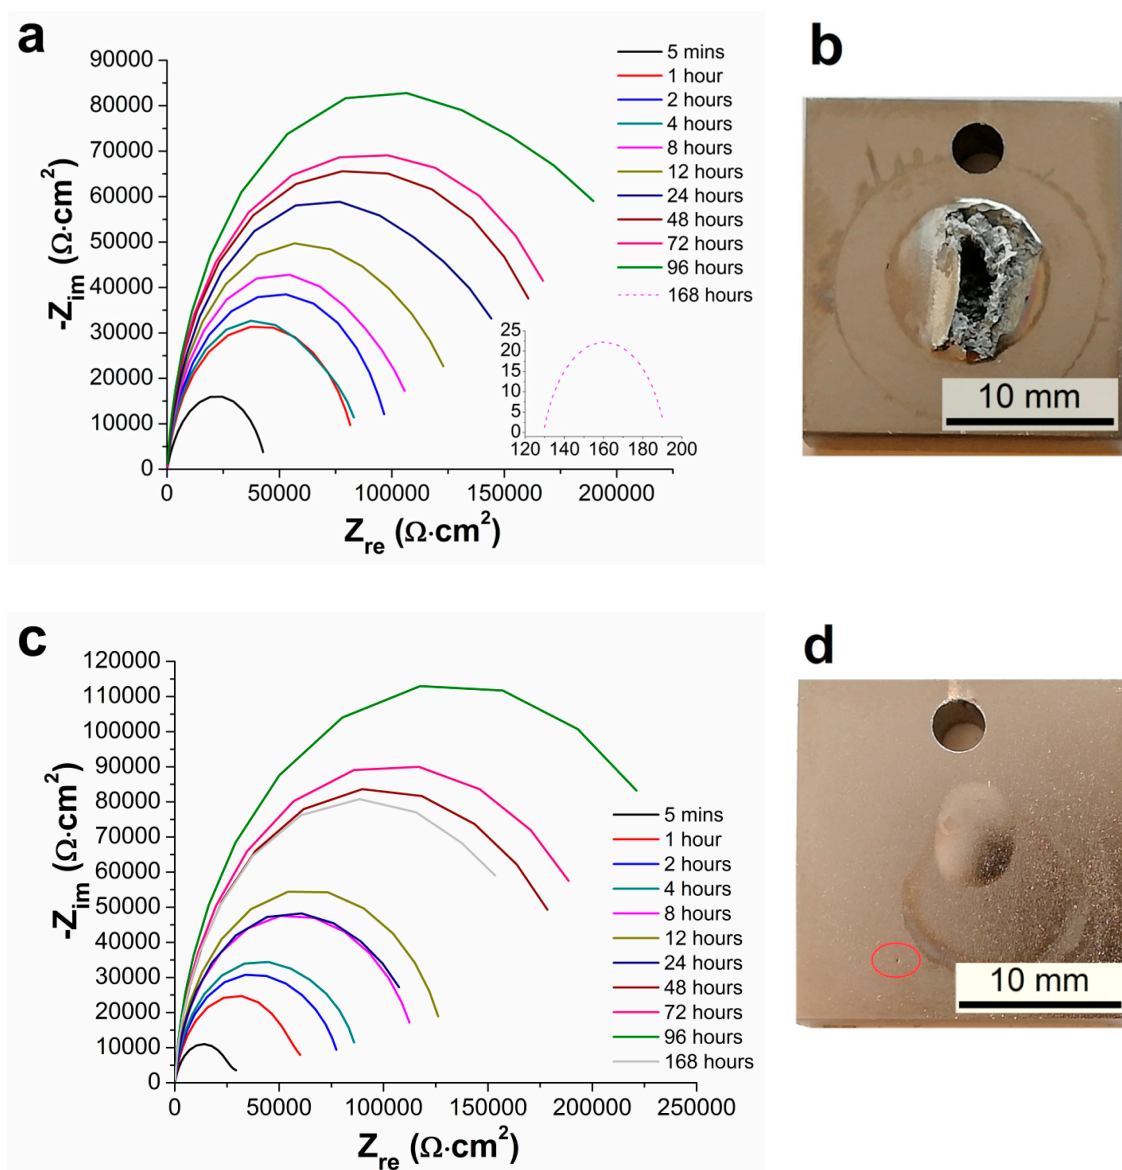 a
90000
80000
70000
60000
50000
40000
30000
20000
10000
0
-Z_im (Ω·cm²)
0 50000 100000 150000 200000
Z_re (Ω·cm²)
5 mins
1 hour
2 hours
4 hours
8 hours
12 hours
24 hours
48 hours
72 hours
96 hours
168 hours
25
20
15
10
5
0
120 140 160 180 200
b
10 mm
c
120000
110000
100000
90000
80000
70000
60000
50000
40000
30000
20000
10000
0
-Z_im (Ω·cm²)
0 50000 100000 150000 200000 250000
Z_re (Ω·cm²)
5 mins
1 hour
2 hours
4 hours
8 hours
12 hours
24 hours
48 hours
72 hours
96 hours
168 hours
d
10 mm